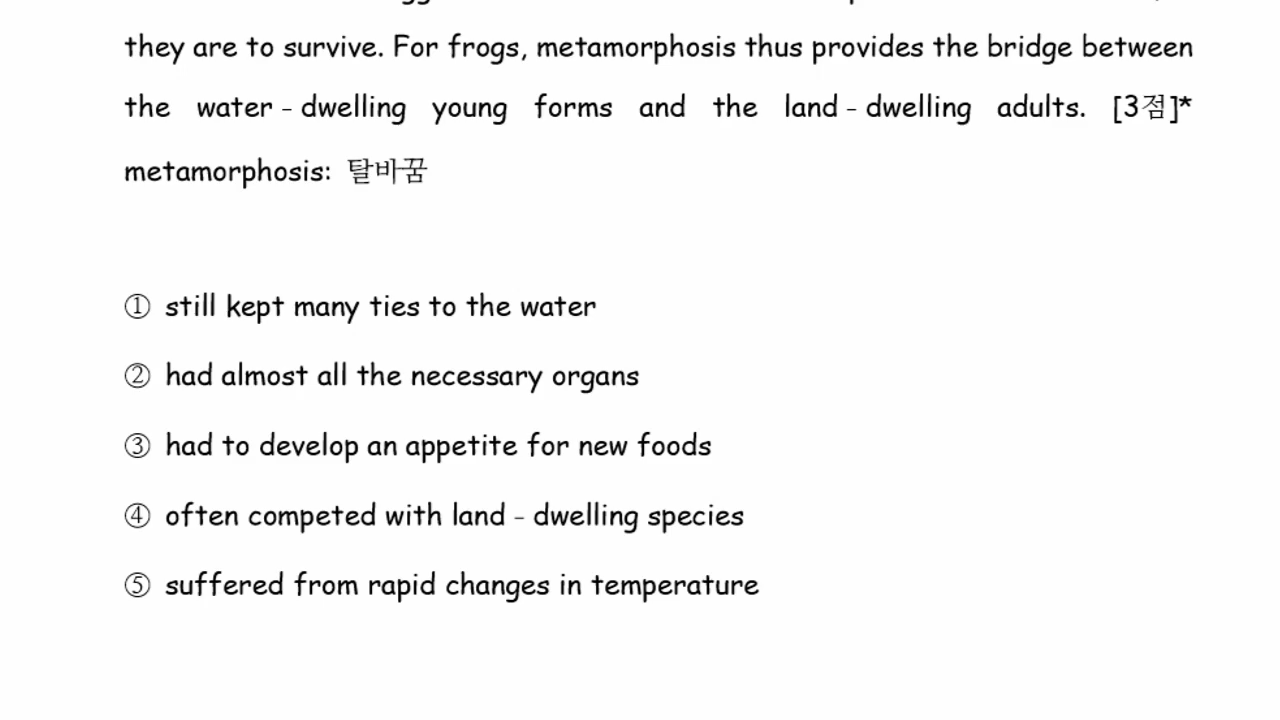 they are to survive. For frogs, metamorphosis thus provides the bridge between
the water - dwelling young forms and the land - dwelling adults. [3점]*
metamorphosis: 탈바꿈
① still kept many ties to the water
② had almost all the necessary organs
③ had to develop an appetite for new foods
④ often competed with land - dwelling species
⑤ suffered from rapid changes in temperature